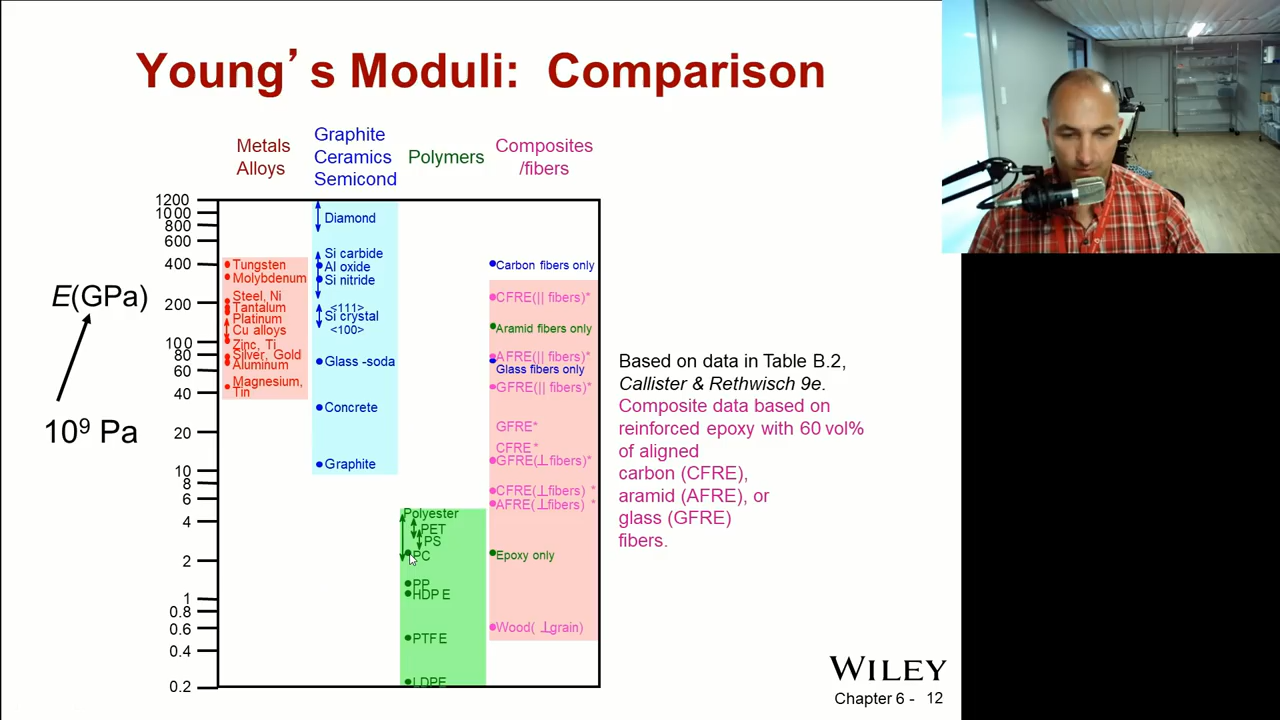 Young's Moduli: Comparison
Metals
Alloys
Graphite
Ceramics
Semicond
Polymers
Composites
/fibers
E(GPa)
10⁹ Pa
1200
1000
800
600
400
200
100
80
60
40
20
10
8
6
4
2
1
0.8
0.6
0.4
0.2
Tungsten
Molybdenum
Steel, Ni
Tantalum
Platinum
Cu alloys
Zinc, Ti
Silver, Gold
Aluminum
Magnesium,
Tin
Diamond
Si carbide
Al oxide
Si nitride
<111>
Si crystal
<100>
Glass -soda
Concrete
Graphite
Polyester
PET
PS
PC
PP
HDPE
PTFE
LDPE
Carbon fibers only
CFRE(|| fibers)*
Aramid fibers only
AFRE(|| fibers)*
Glass fibers only
GFRE(|| fibers)*
GFRE*
CFRE*
GFRE(⊥fibers)*
CFRE(⊥fibers) *
AFRE(⊥fibers) *
Epoxy only
Wood(⊥grain)
Based on data in Table B.2,
Callister & Rethwisch 9e.
Composite data based on
reinforced epoxy with 60 vol%
of aligned
carbon (CFRE),
aramid (AFRE), or
glass (GFRE)
fibers.
WILEY
Chapter 6 - 12